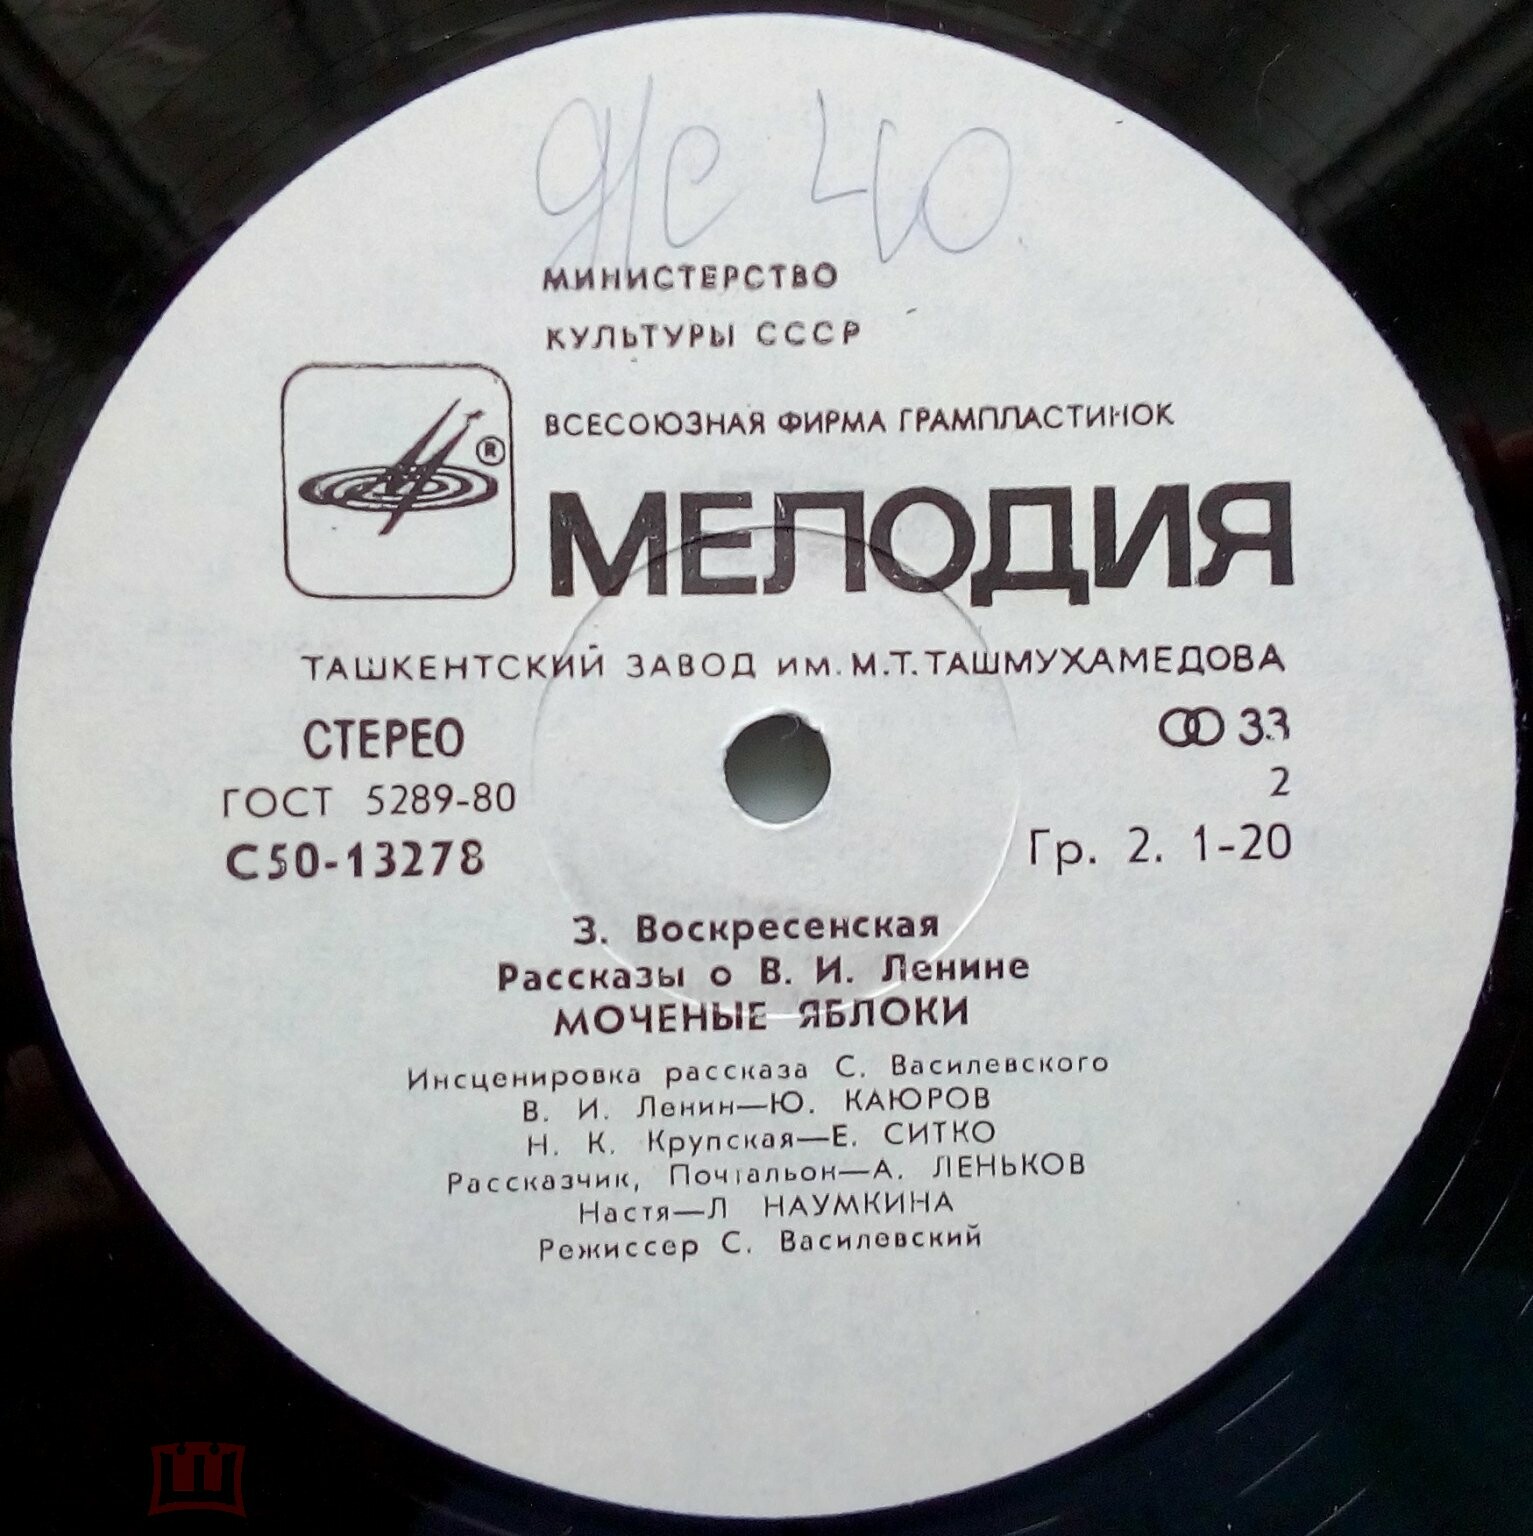 МИНИСТЕРСТВО
КУЛЬТУРЫ СССР
ВСЕСОЮЗНАЯ ФИРМА ГРАМПЛАСТИНОК
®
МЕЛОДИЯ
ТАШКЕНТСКИЙ ЗАВОД им. М.Т. ТАШМУХАМЕДОВА
СТЕРЕО 33
2
ГОСТ 5289-80
С50-13278 Гр. 2. 1-20
З. Воскресенская
Рассказы о В. И. Ленине
МОЧЕНЫЕ ЯБЛОКИ
Инсценировка рассказа С. Василевского
В. И. Ленин—Ю. КАЮРОВ
Н. К. Крупская—Е. СИТКО
Рассказчик, Почтальон—А. ЛЕНЬКОВ
Настя—Л НАУМКИНА
Режиссер С. Василевский